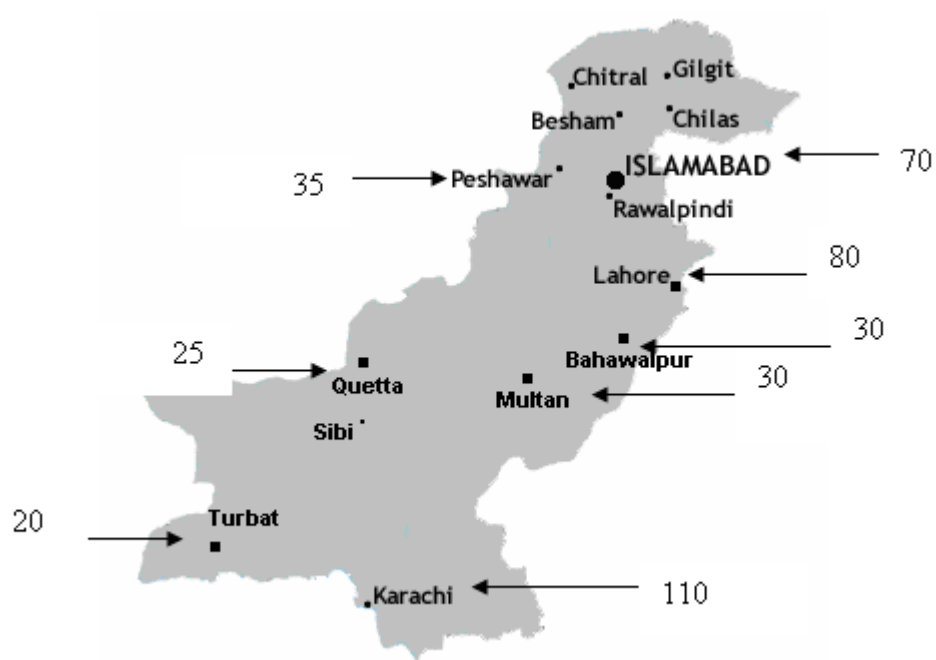 Chitral
Gilgit
Besham
Chilas
70
ISLAMABAD
35
Peshawar
Rawalpindi
80
Lahore
30
Bahawalpur
25
30
Quetta
Multan
Sibi
20
Turbat
110
Karachi